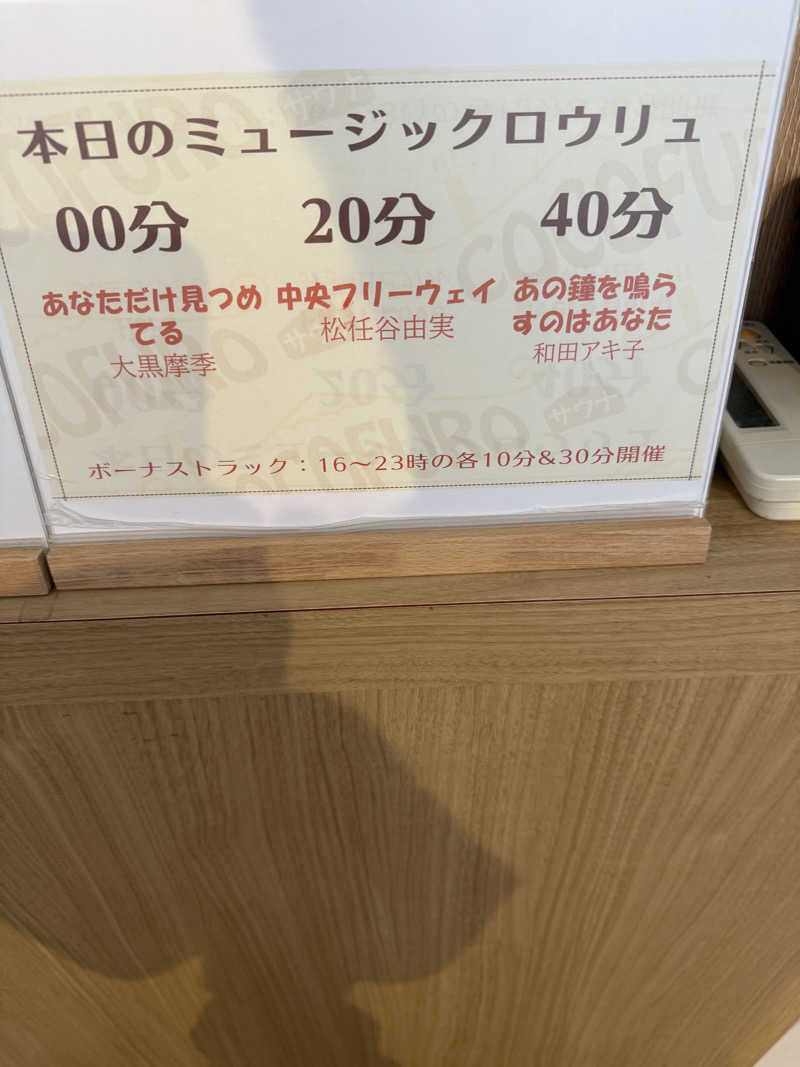 本日のミュージックロウリュ
00分 20分 40分
あなただけ見つめ
てる
大黒摩季
中央フリーウェイ
松任谷由実
あの鐘を鳴ら
すのはあなた
和田アキ子
ボーナストラック：16〜23時の各10分&30分開催
COCOFURO
サウナ